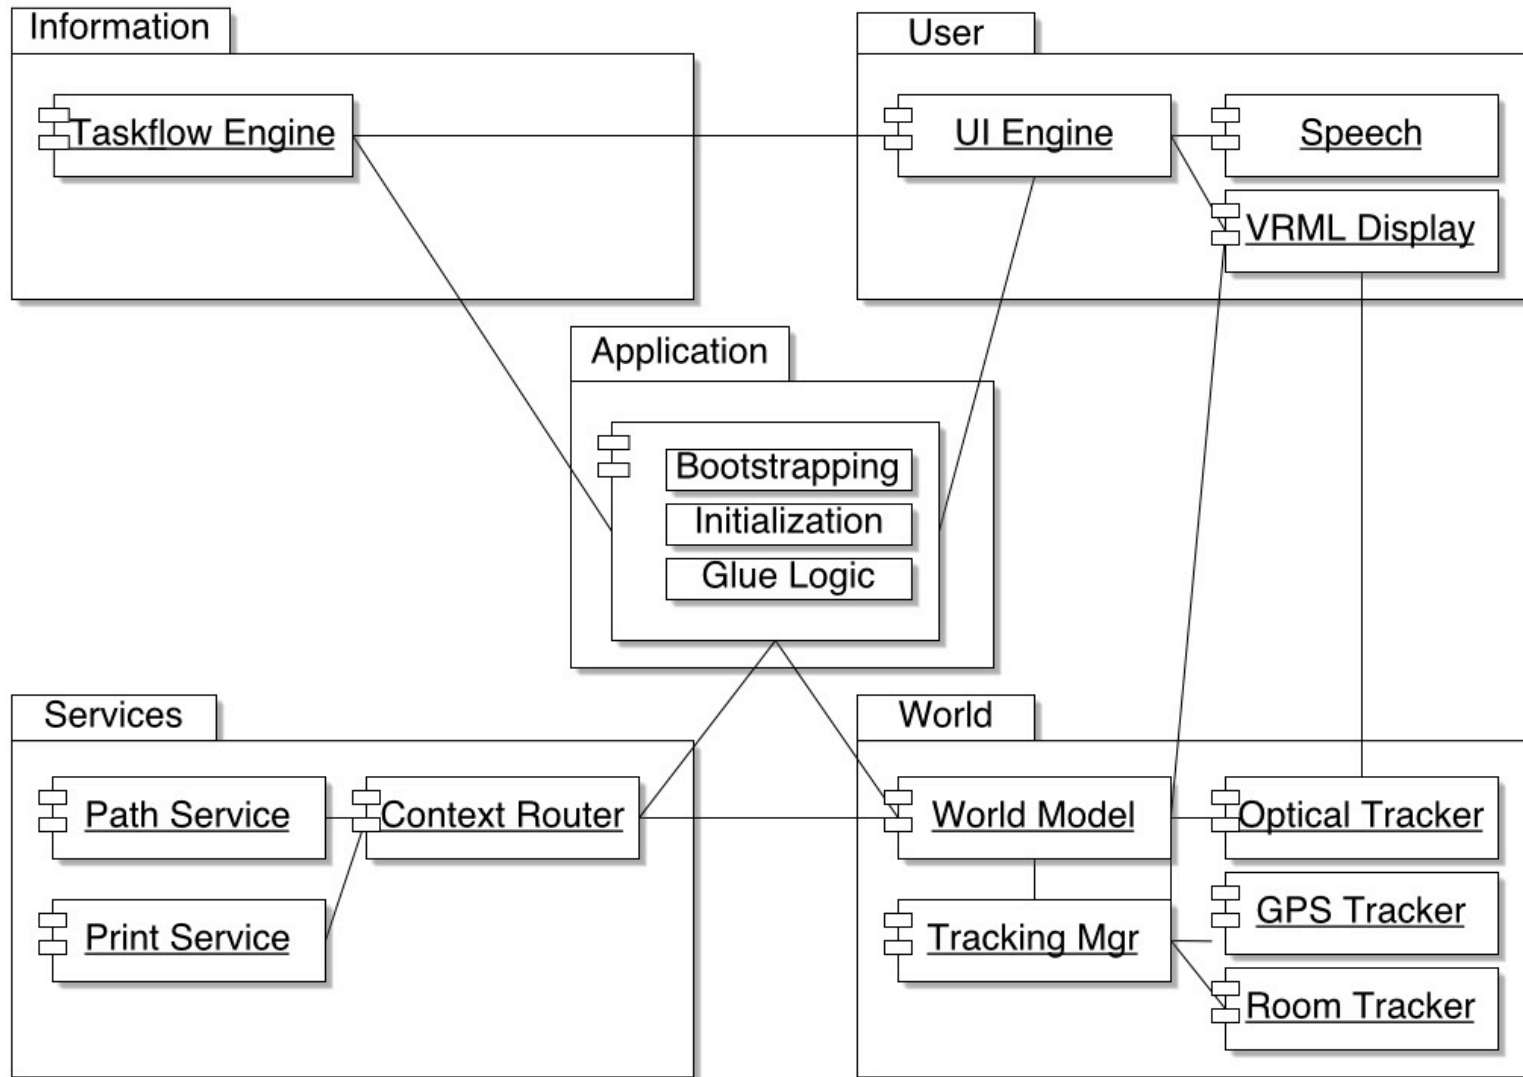 Information
Taskflow Engine
User
UI Engine
Speech
VRML Display
Application
Bootstrapping
Initialization
Glue Logic
Services
Path Service
Context Router
Print Service
World
World Model
Optical Tracker
GPS Tracker
Tracking Mgr
Room Tracker